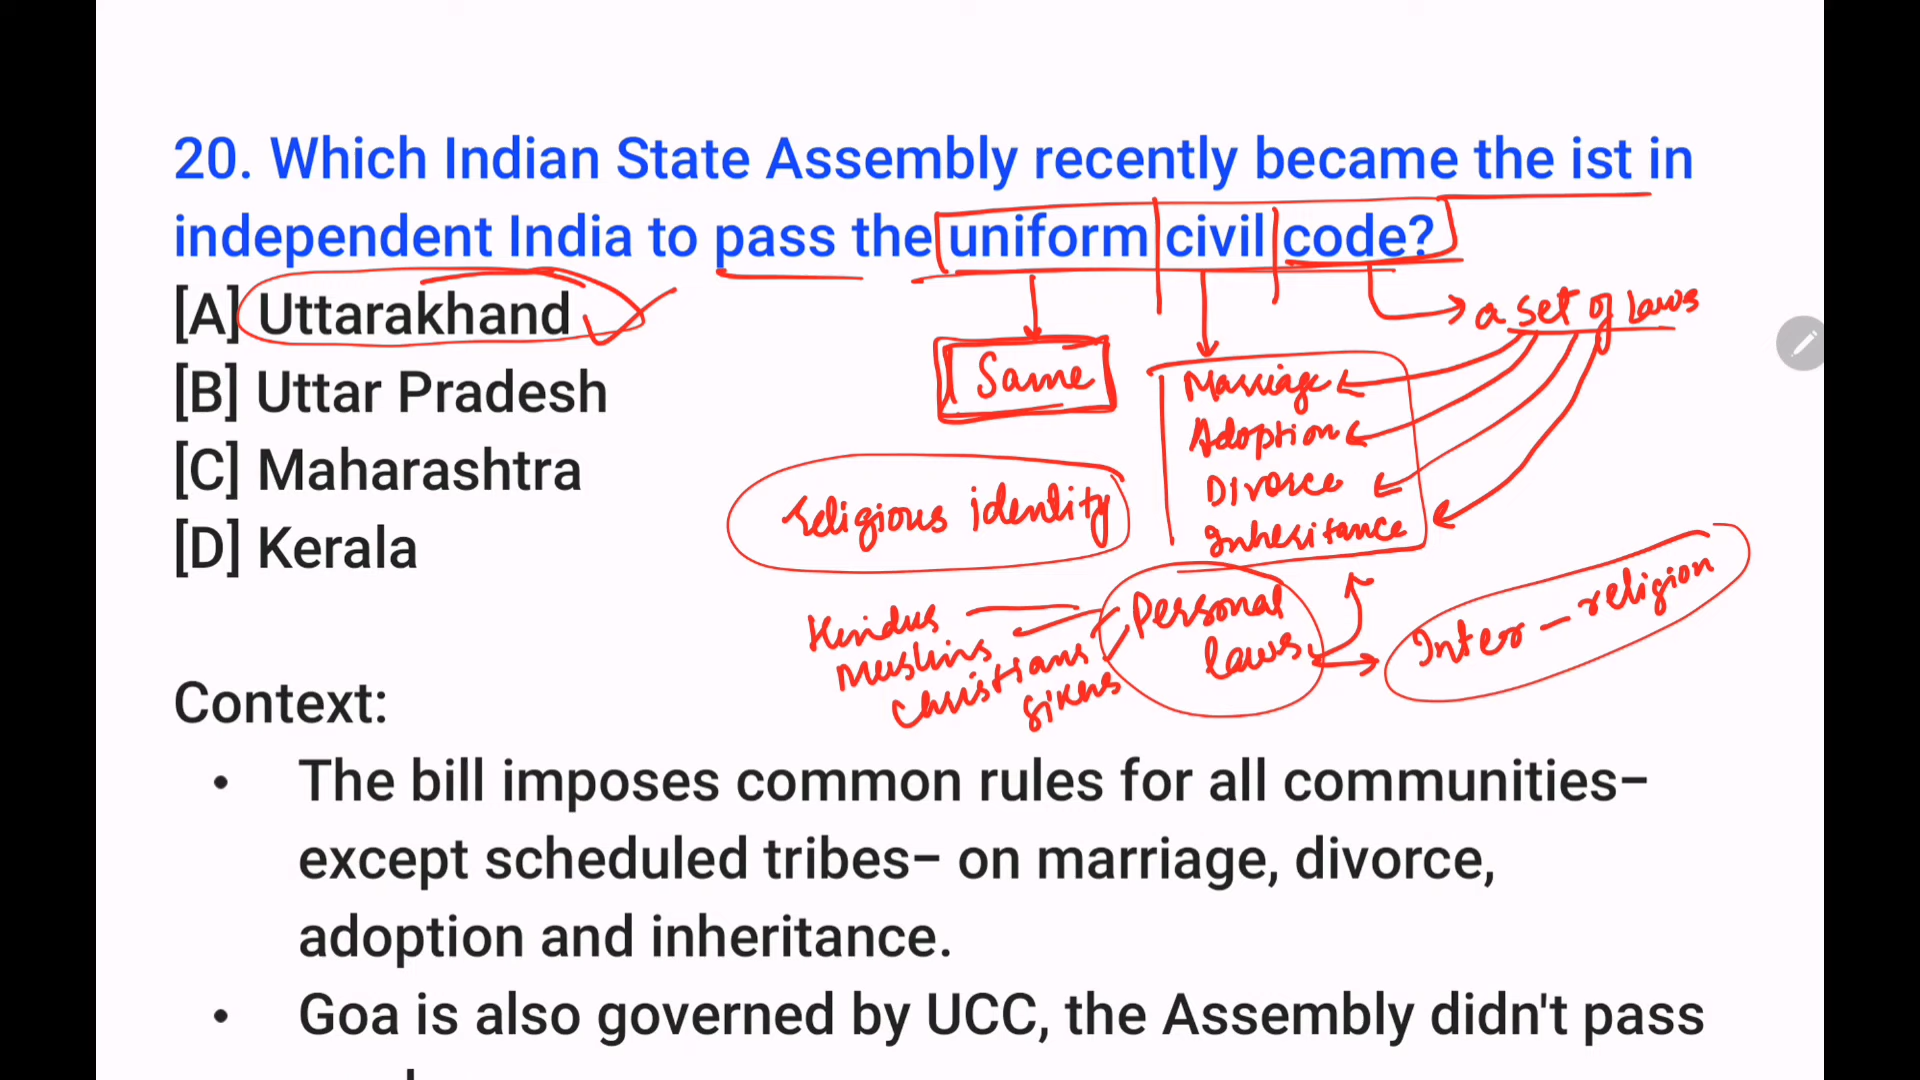 20. Which Indian State Assembly recently became the ist in
independent India to pass the uniform civil code?
[A] Uttarakhand
[B] Uttar Pradesh
[C] Maharashtra
[D] Kerala
a set of laws
Same
Marriage
Adoption
Divorce
Inheritance
religious identity
Personal
laws
Hindus
Muslims
Christians
Sikhs
Inter-religion
Context:
• The bill imposes common rules for all communities–
except scheduled tribes– on marriage, divorce,
adoption and inheritance.
• Goa is also governed by UCC, the Assembly didn't pass